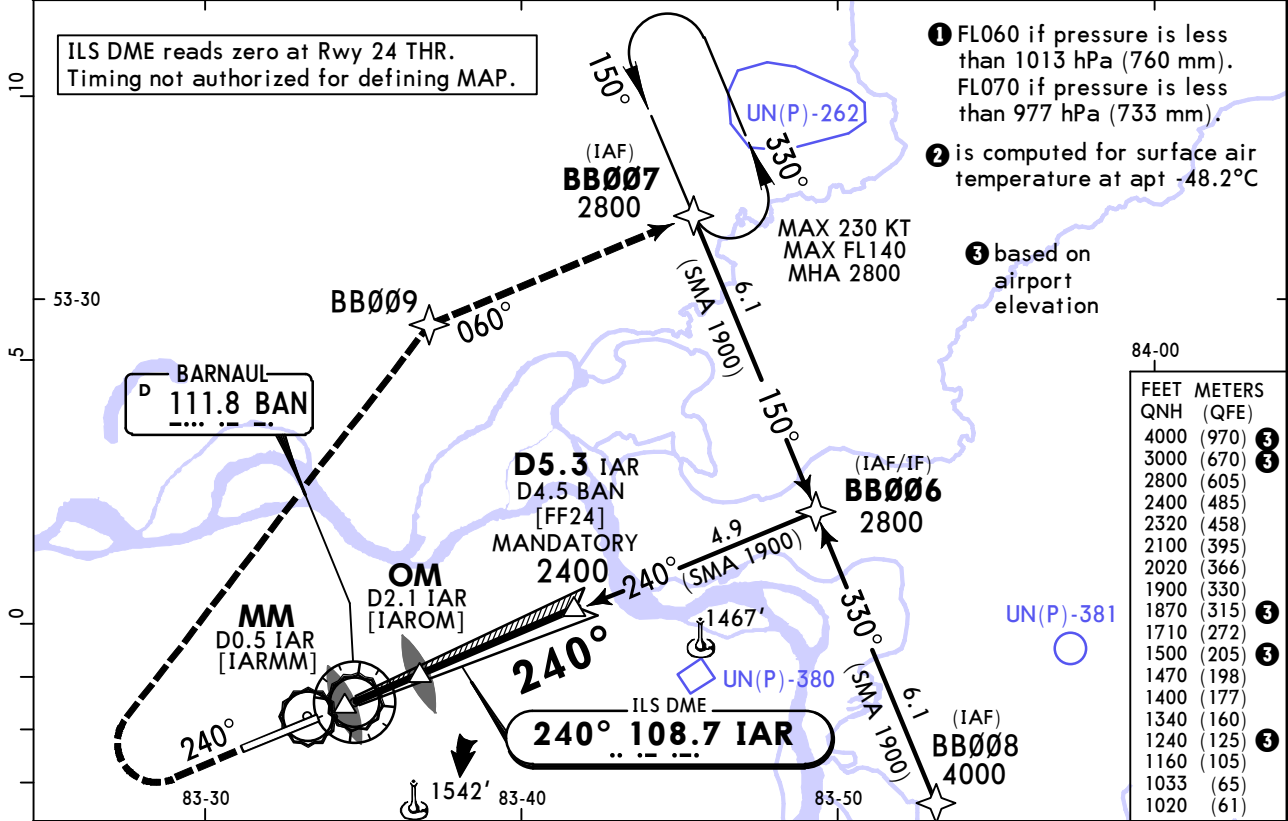 ILS DME reads zero at Rwy 24 THR.
Timing not authorized for defining MAP.
10
5
0
53-30
150°
330°
UN(P)-262
(IAF)
BBØØ7
2800
MAX 230 KT
MAX FL140
MHA 2800
1 FL060 if pressure is less
than 1013 hPa (760 mm).
FL070 if pressure is less
than 977 hPa (733 mm).
2 is computed for surface air
temperature at apt -48.2°C
3 based on
airport
elevation
BBØØ9
060°
6.1
(SMA 1900)
150°
BARNAUL
D 111.8 BAN
D5.3 IAR
D4.5 BAN
[FF24]
MANDATORY
2400
(IAF/IF)
BBØØ6
2800
4.9
240°
(SMA 1900)
OM
D2.1 IAR
[IAROM]
MM
D0.5 IAR
[IARMM]
240°
240°
1467'
UN(P)-380
UN(P)-381
330°
6.1
(SMA 1900)
(IAF)
BBØØ8
4000
ILS DME
240° 108.7 IAR
1542'
83-30
83-40
83-50
84-00
FEET METERS
QNH (QFE)
4000 (970) 3
3000 (670) 3
2800 (605)
2400 (485)
2320 (458)
2100 (395)
2020 (366)
1900 (330)
1870 (315) 3
1710 (272)
1500 (205) 3
1470 (198)
1400 (177)
1340 (160)
1240 (125) 3
1160 (105)
1033 (65)
1020 (61)